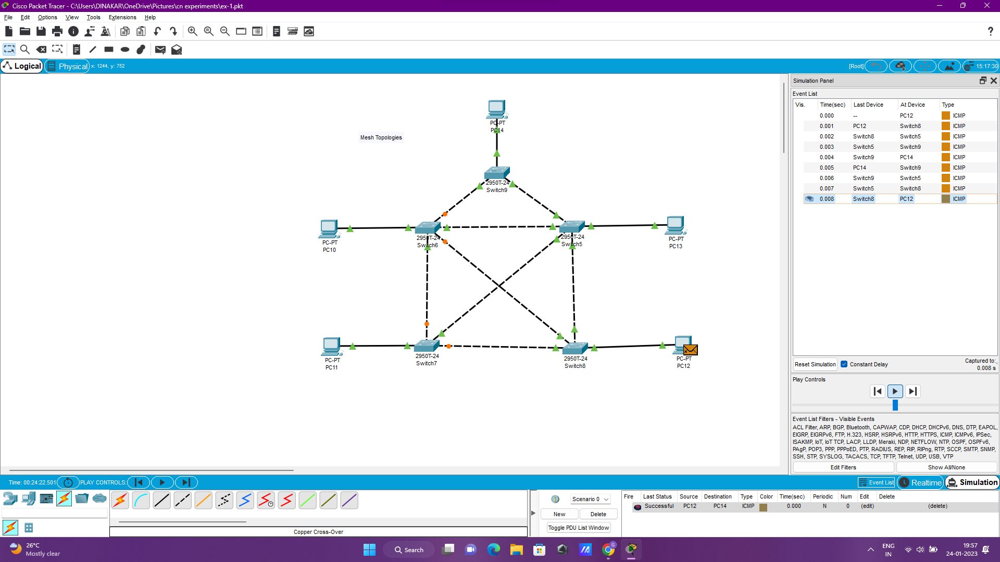 Cisco Packet Tracer - C:\Users\DINAKAR\OneDrive\Pictures\cn experiments\ex-1.pkt
File Edit Options View Tools Extensions Help
?
Logical Physical x: 1244, y: 752
[Root] 15:17:30
Mesh Topologies
PC-PT
PC14
2950T-24
Switch9
PC-PT
PC10
2950T-24
Switch6
2950T-24
Switch5
PC-PT
PC13
PC-PT
PC11
2950T-24
Switch7
2950T-24
Switch8
PC-PT
PC12
Simulation Panel
Event List
Vis. Time(sec) Last Device At Device Type
0.000 -- PC12 ICMP
0.001 PC12 Switch8 ICMP
0.002 Switch8 Switch5 ICMP
0.003 Switch5 Switch9 ICMP
0.004 Switch9 PC14 ICMP
0.005 PC14 Switch9 ICMP
0.006 Switch9 Switch5 ICMP
0.007 Switch5 Switch8 ICMP
0.008 Switch8 PC12 ICMP
Reset Simulation Constant Delay
Captured to:
0.008 s
Play Controls
Event List Filters - Visible Events
ACL Filter, ARP, BGP, Bluetooth, CAPWAP, CDP, DHCP, DHCPv6, DNS, DTP, EAPOL,
EIGRP, EIGRPv6, FTP, H.323, HSRP, HSRPv6, HTTP, HTTPS, ICMP, ICMPv6, IPSec,
ISAKMP, IoT, IoT TCP, LACP, LLDP, Meraki, NDP, NETFLOW, NTP, OSPF, OSPFv6,
PAgP, POP3, PPP, PPPoED, PTP, RADIUS, REP, RIP, RIPng, RTP, SCCP, SMTP, SNMP,
SSH, STP, SYSLOG, TACACS, TCP, TFTP, Telnet, UDP, USB, VTP
Edit Filters Show All/None
Time: 00:24:22.501 PLAY CONTROLS:
Event List Realtime Simulation
Copper Cross-Over
Scenario 0
New Delete
Toggle PDU List Window
Fire Last Status Source Destination Type Color Time(sec) Periodic Num Edit Delete
Successful PC12 PC14 ICMP 0.000 N 0 (edit) (delete)
26°C
Mostly clear
Search
G
ENG
IN
19:57
24-01-2023